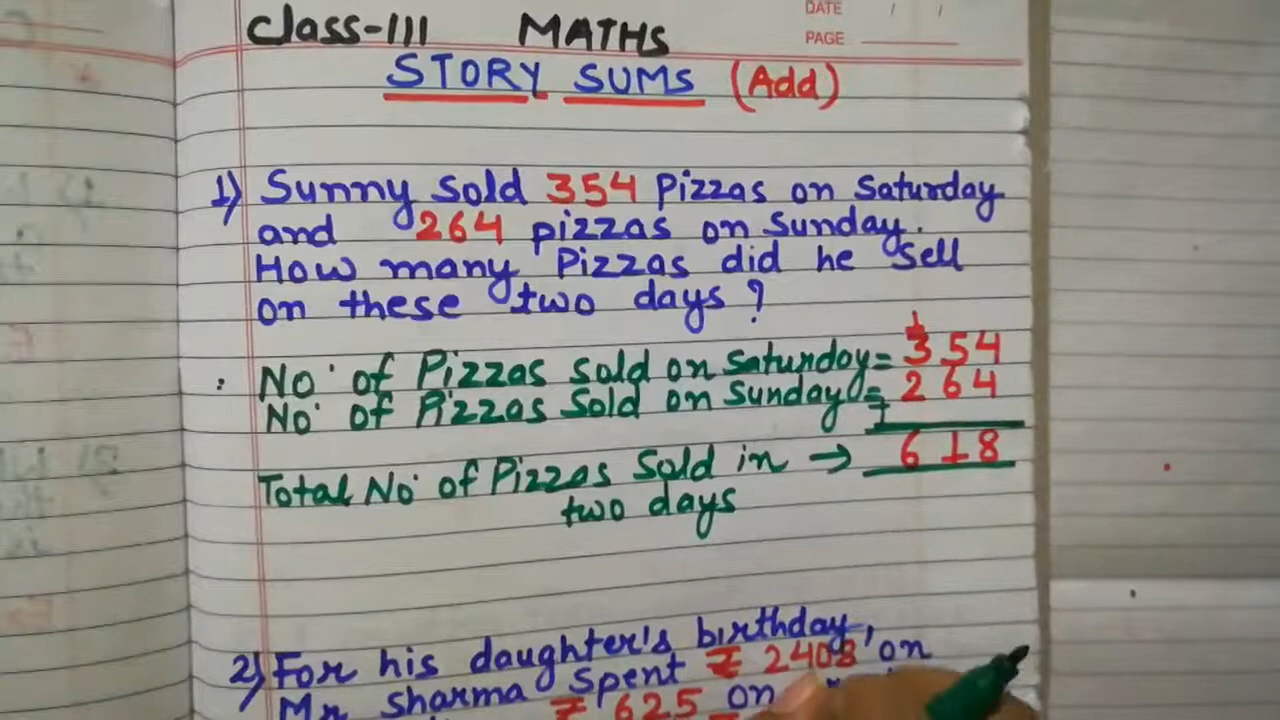 DATE / /
Class-III MATHS
PAGE
STORY SUMS (Add)
1) Sunny Sold 354 Pizzas on Saturday
and 264 pizzas on Sunday.
How many Pizzas did he sell
on these two days ?
1
No. of Pizzas Sold on Saturday = 354
No. of Pizzas Sold on Sunday = + 264
Total No. of Pizzas Sold in → 618
two days
2) For his daughter's birthday,
Mr Sharma Spent ₹ 2408 on
₹ 625 on